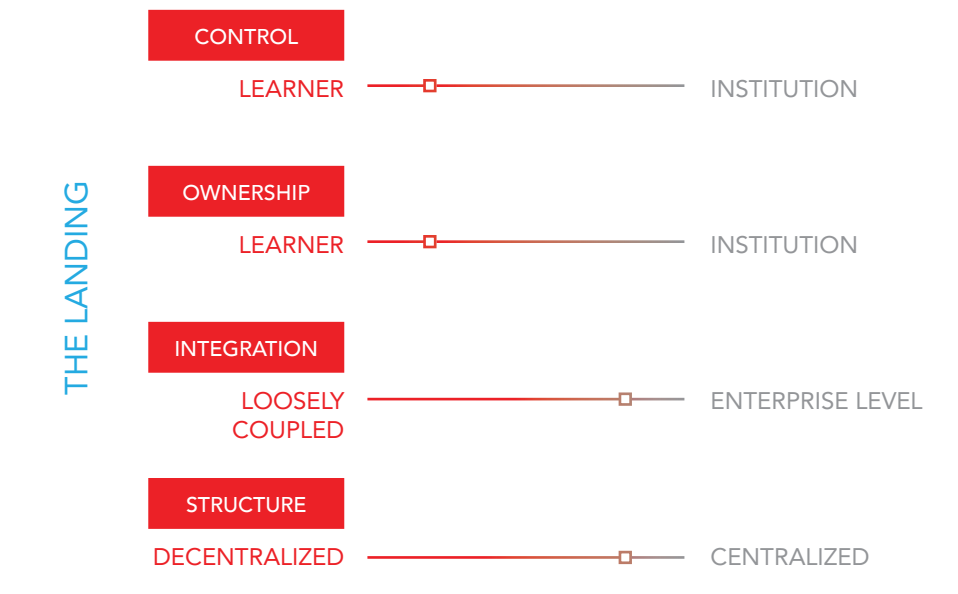 THE LANDING
CONTROL
LEARNER
INSTITUTION
OWNERSHIP
LEARNER
INSTITUTION
INTEGRATION
LOOSELY
COUPLED
ENTERPRISE LEVEL
STRUCTURE
DECENTRALIZED
CENTRALIZED